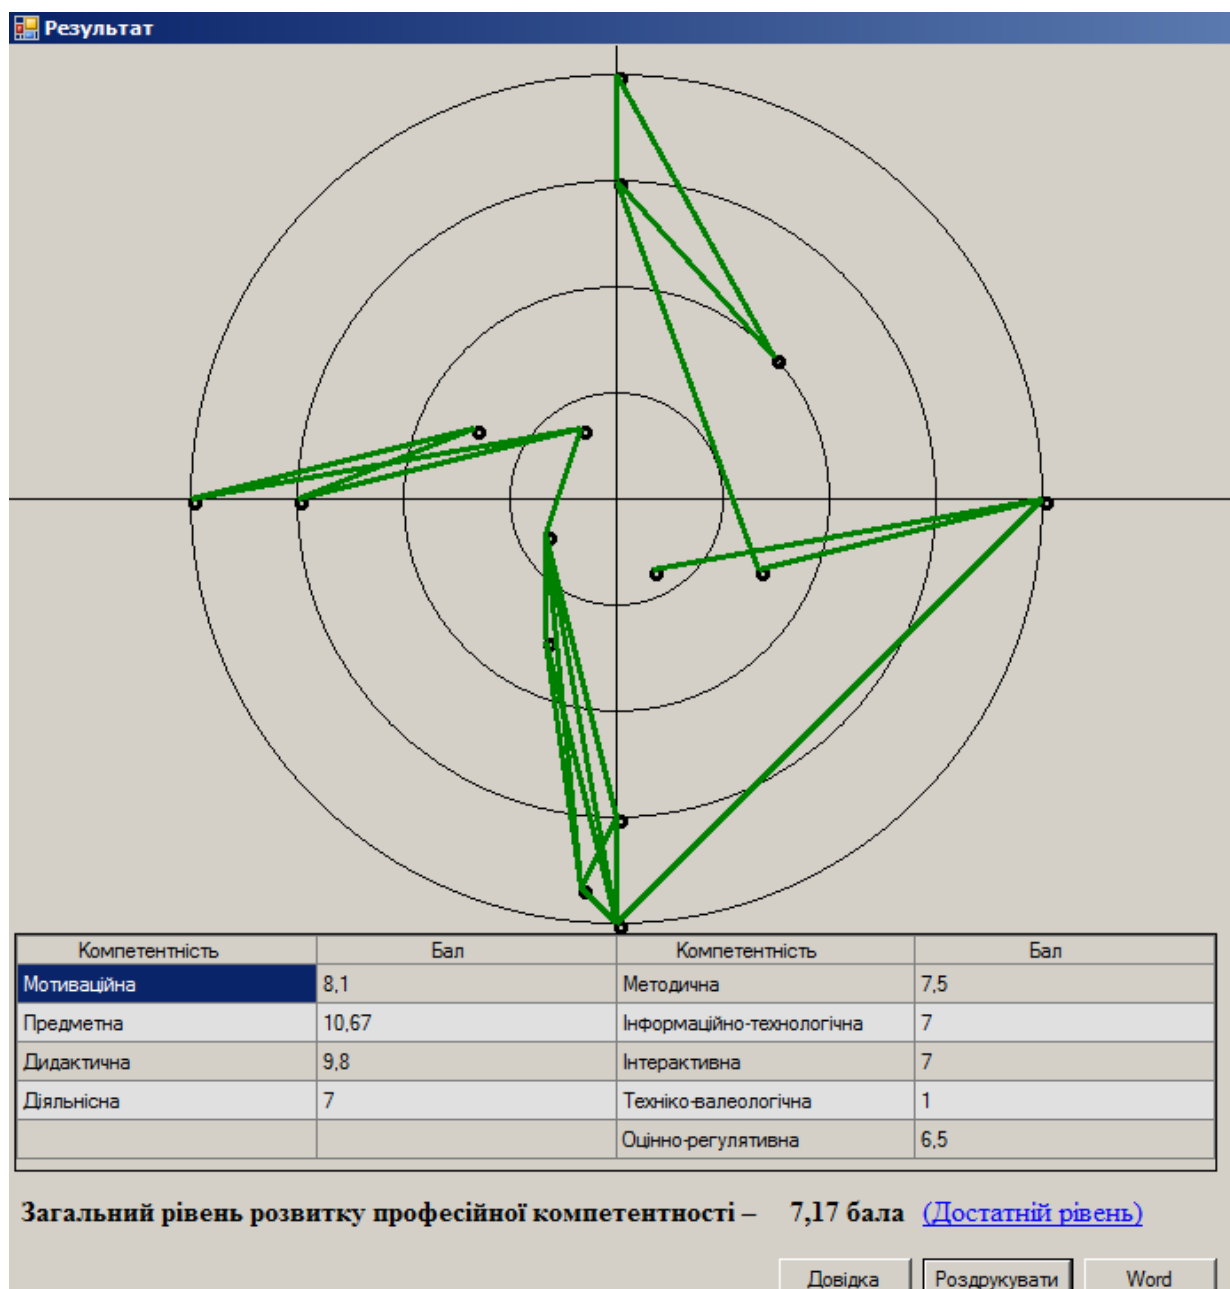 Результат
Компетентність Бал Компетентність Бал
Мотиваційна 8,1 Методична 7,5
Предметна 10,67 Інформаційно-технологічна 7
Дидактична 9,8 Інтерактивна 7
Діяльнісна 7 Техніко-валеологічна 1
Оцінно-регулятивна 6,5
Загальний рівень розвитку професійної компетентності – 7,17 бала (Достатній рівень)
Довідка Роздрукувати Word